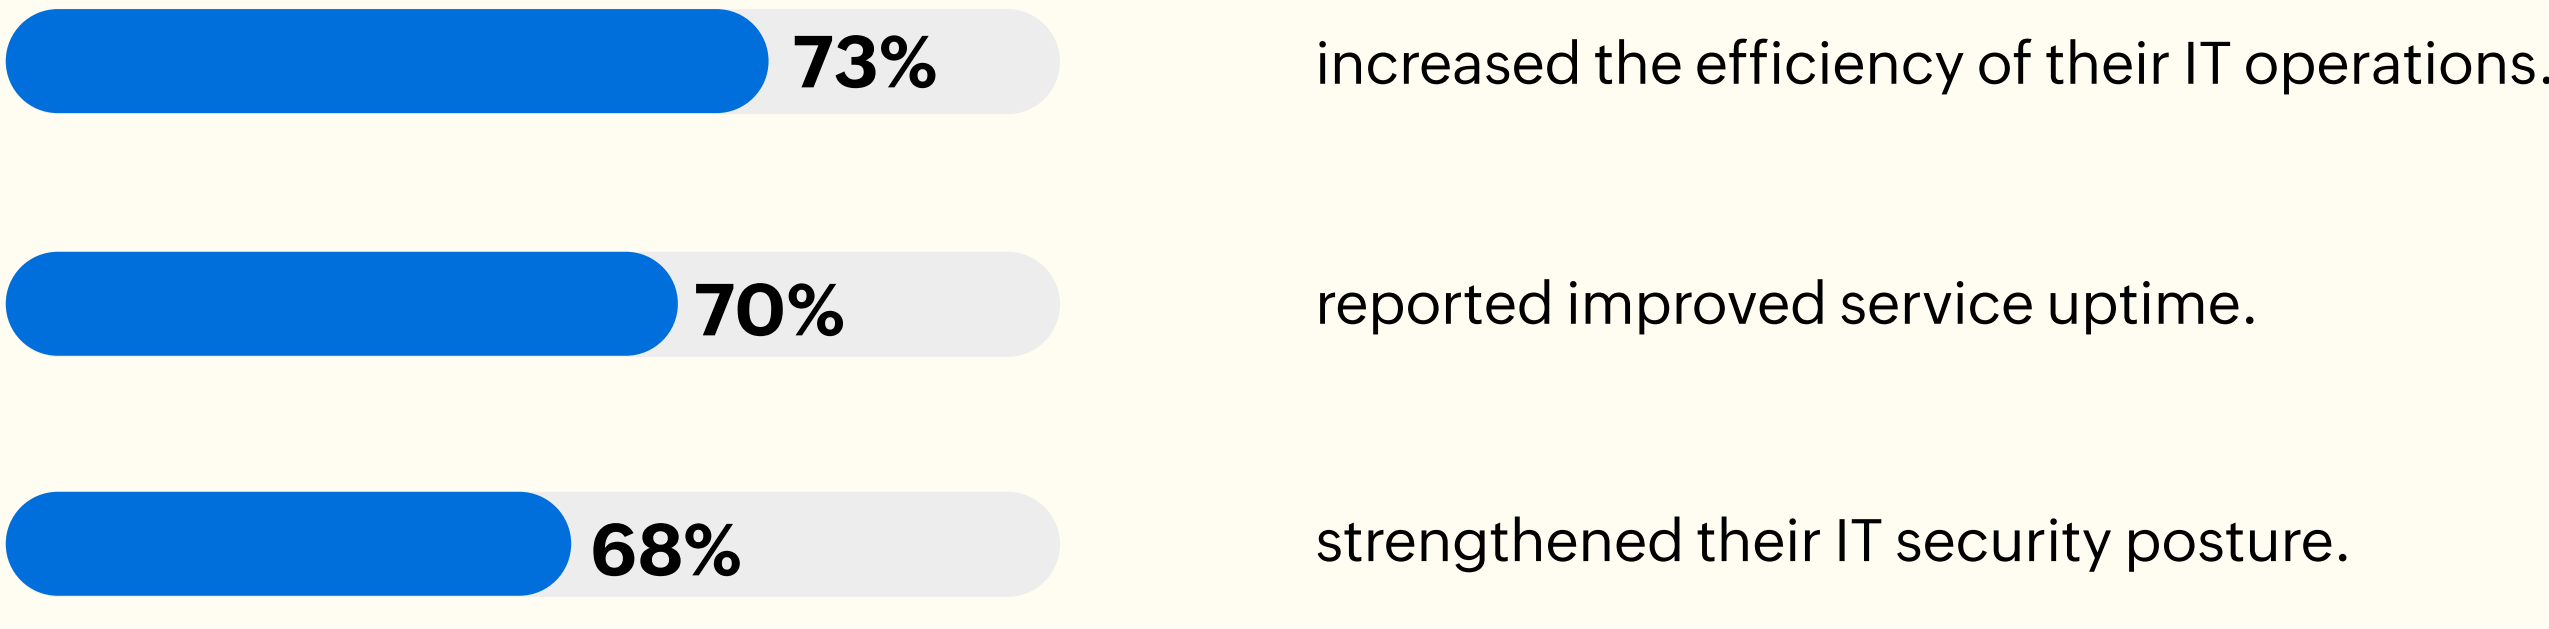 73% increased the efficiency of their IT operations.
70% reported improved service uptime.
68% strengthened their IT security posture.